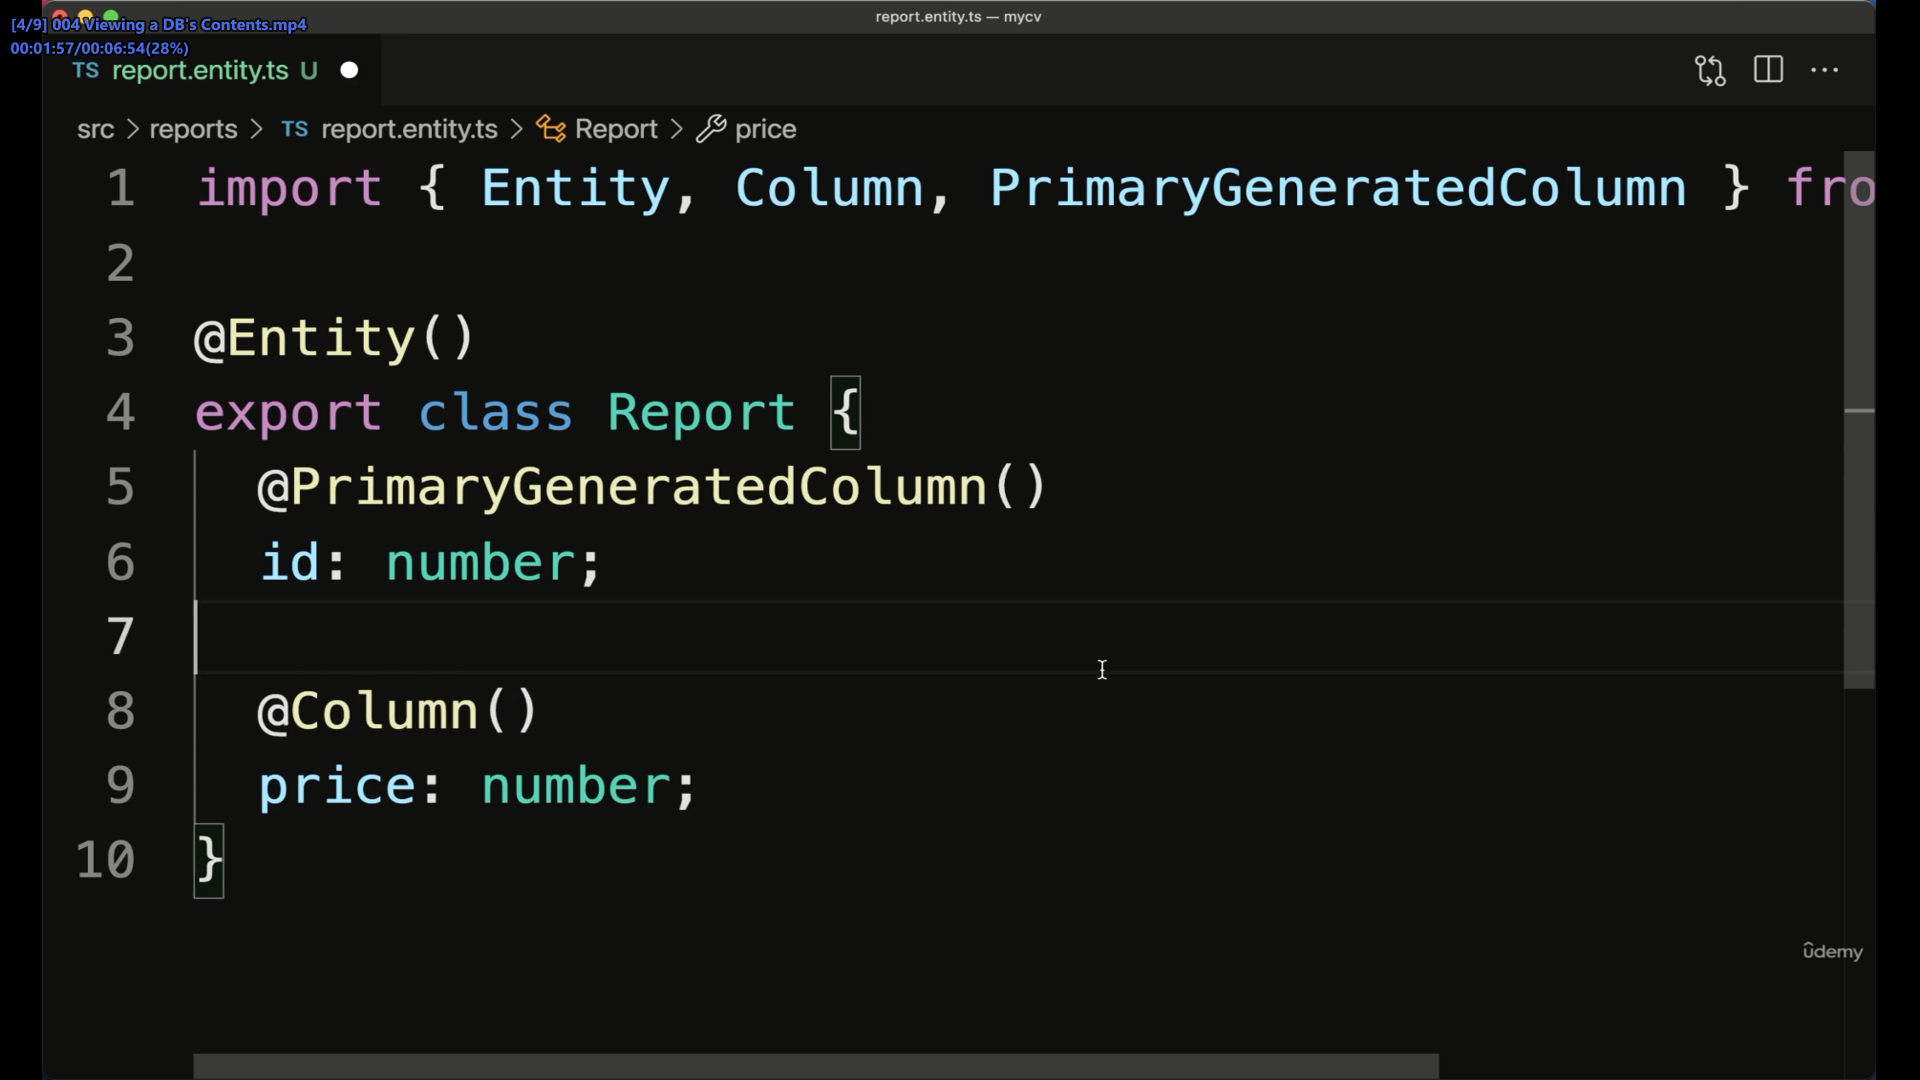 report.entity.ts — mycv
[4/9] 004 Viewing a DB's Contents.mp4
00:01:57/00:06:54(28%)
TS report.entity.ts U
src > reports > TS report.entity.ts > Report > price
1 import { Entity, Column, PrimaryGeneratedColumn } fro
2
3 @Entity()
4 export class Report {
5 @PrimaryGeneratedColumn()
6 id: number;
7
8 @Column()
9 price: number;
10 }
ûdemy